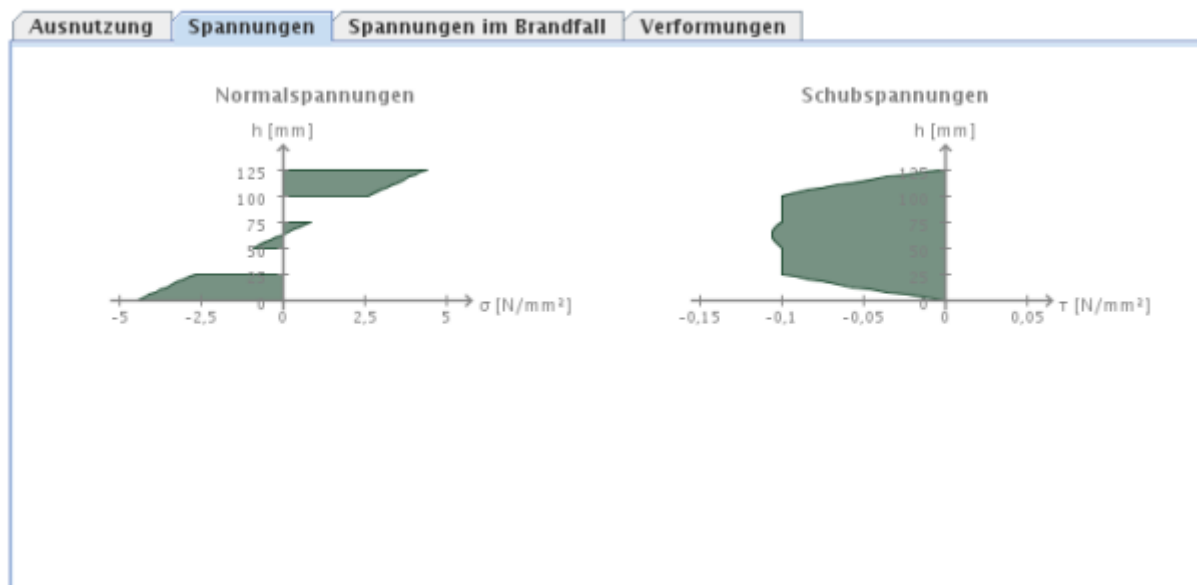 Ausnutzung Spannungen Spannungen im Brandfall Verformungen
Normalspannungen
h [mm]
125
100
75
50
0
-5 -2,5 0 2,5 5 σ [N/mm²]
Schubspannungen
h [mm]
125
100
75
50
25
0
-0,15 -0,1 -0,05 0 0,05 τ [N/mm²]